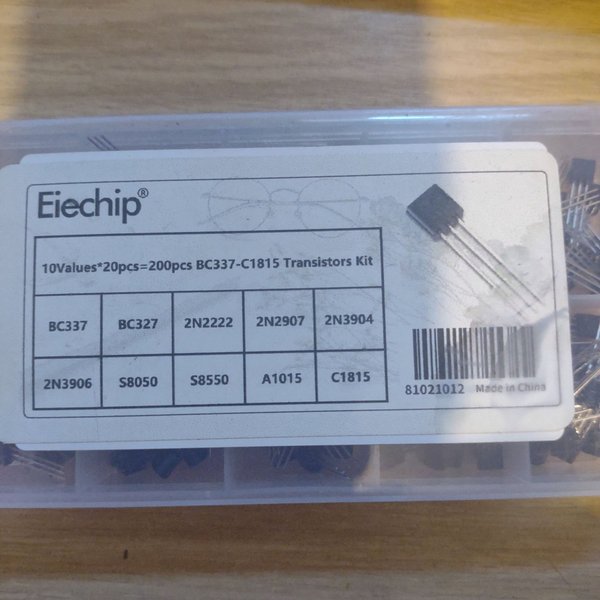 Eiechip®
10Values*20pcs=200pcs BC337-C1815 Transistors Kit
BC337 BC327 2N2222 2N2907 2N3904
2N3906 S8050 S8550 A1015 C1815
81021012 Made in China